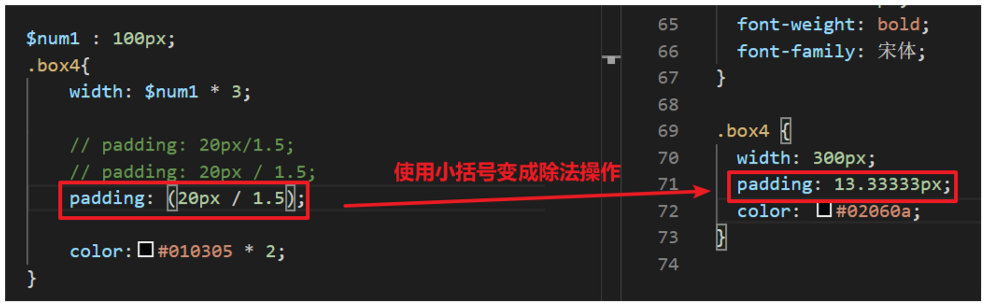 $num1 : 100px;
.box4{
width: $num1 * 3;
// padding: 20px/1.5;
// padding: 20px / 1.5;
padding: (20px / 1.5);
color: #010305 * 2;
}
使用小括号变成除法操作
65 font-weight: bold;
66 font-family: 宋体;
67 }
68
69 .box4 {
70 width: 300px;
71 padding: 13.33333px;
72 color: #02060a;
73 }
74